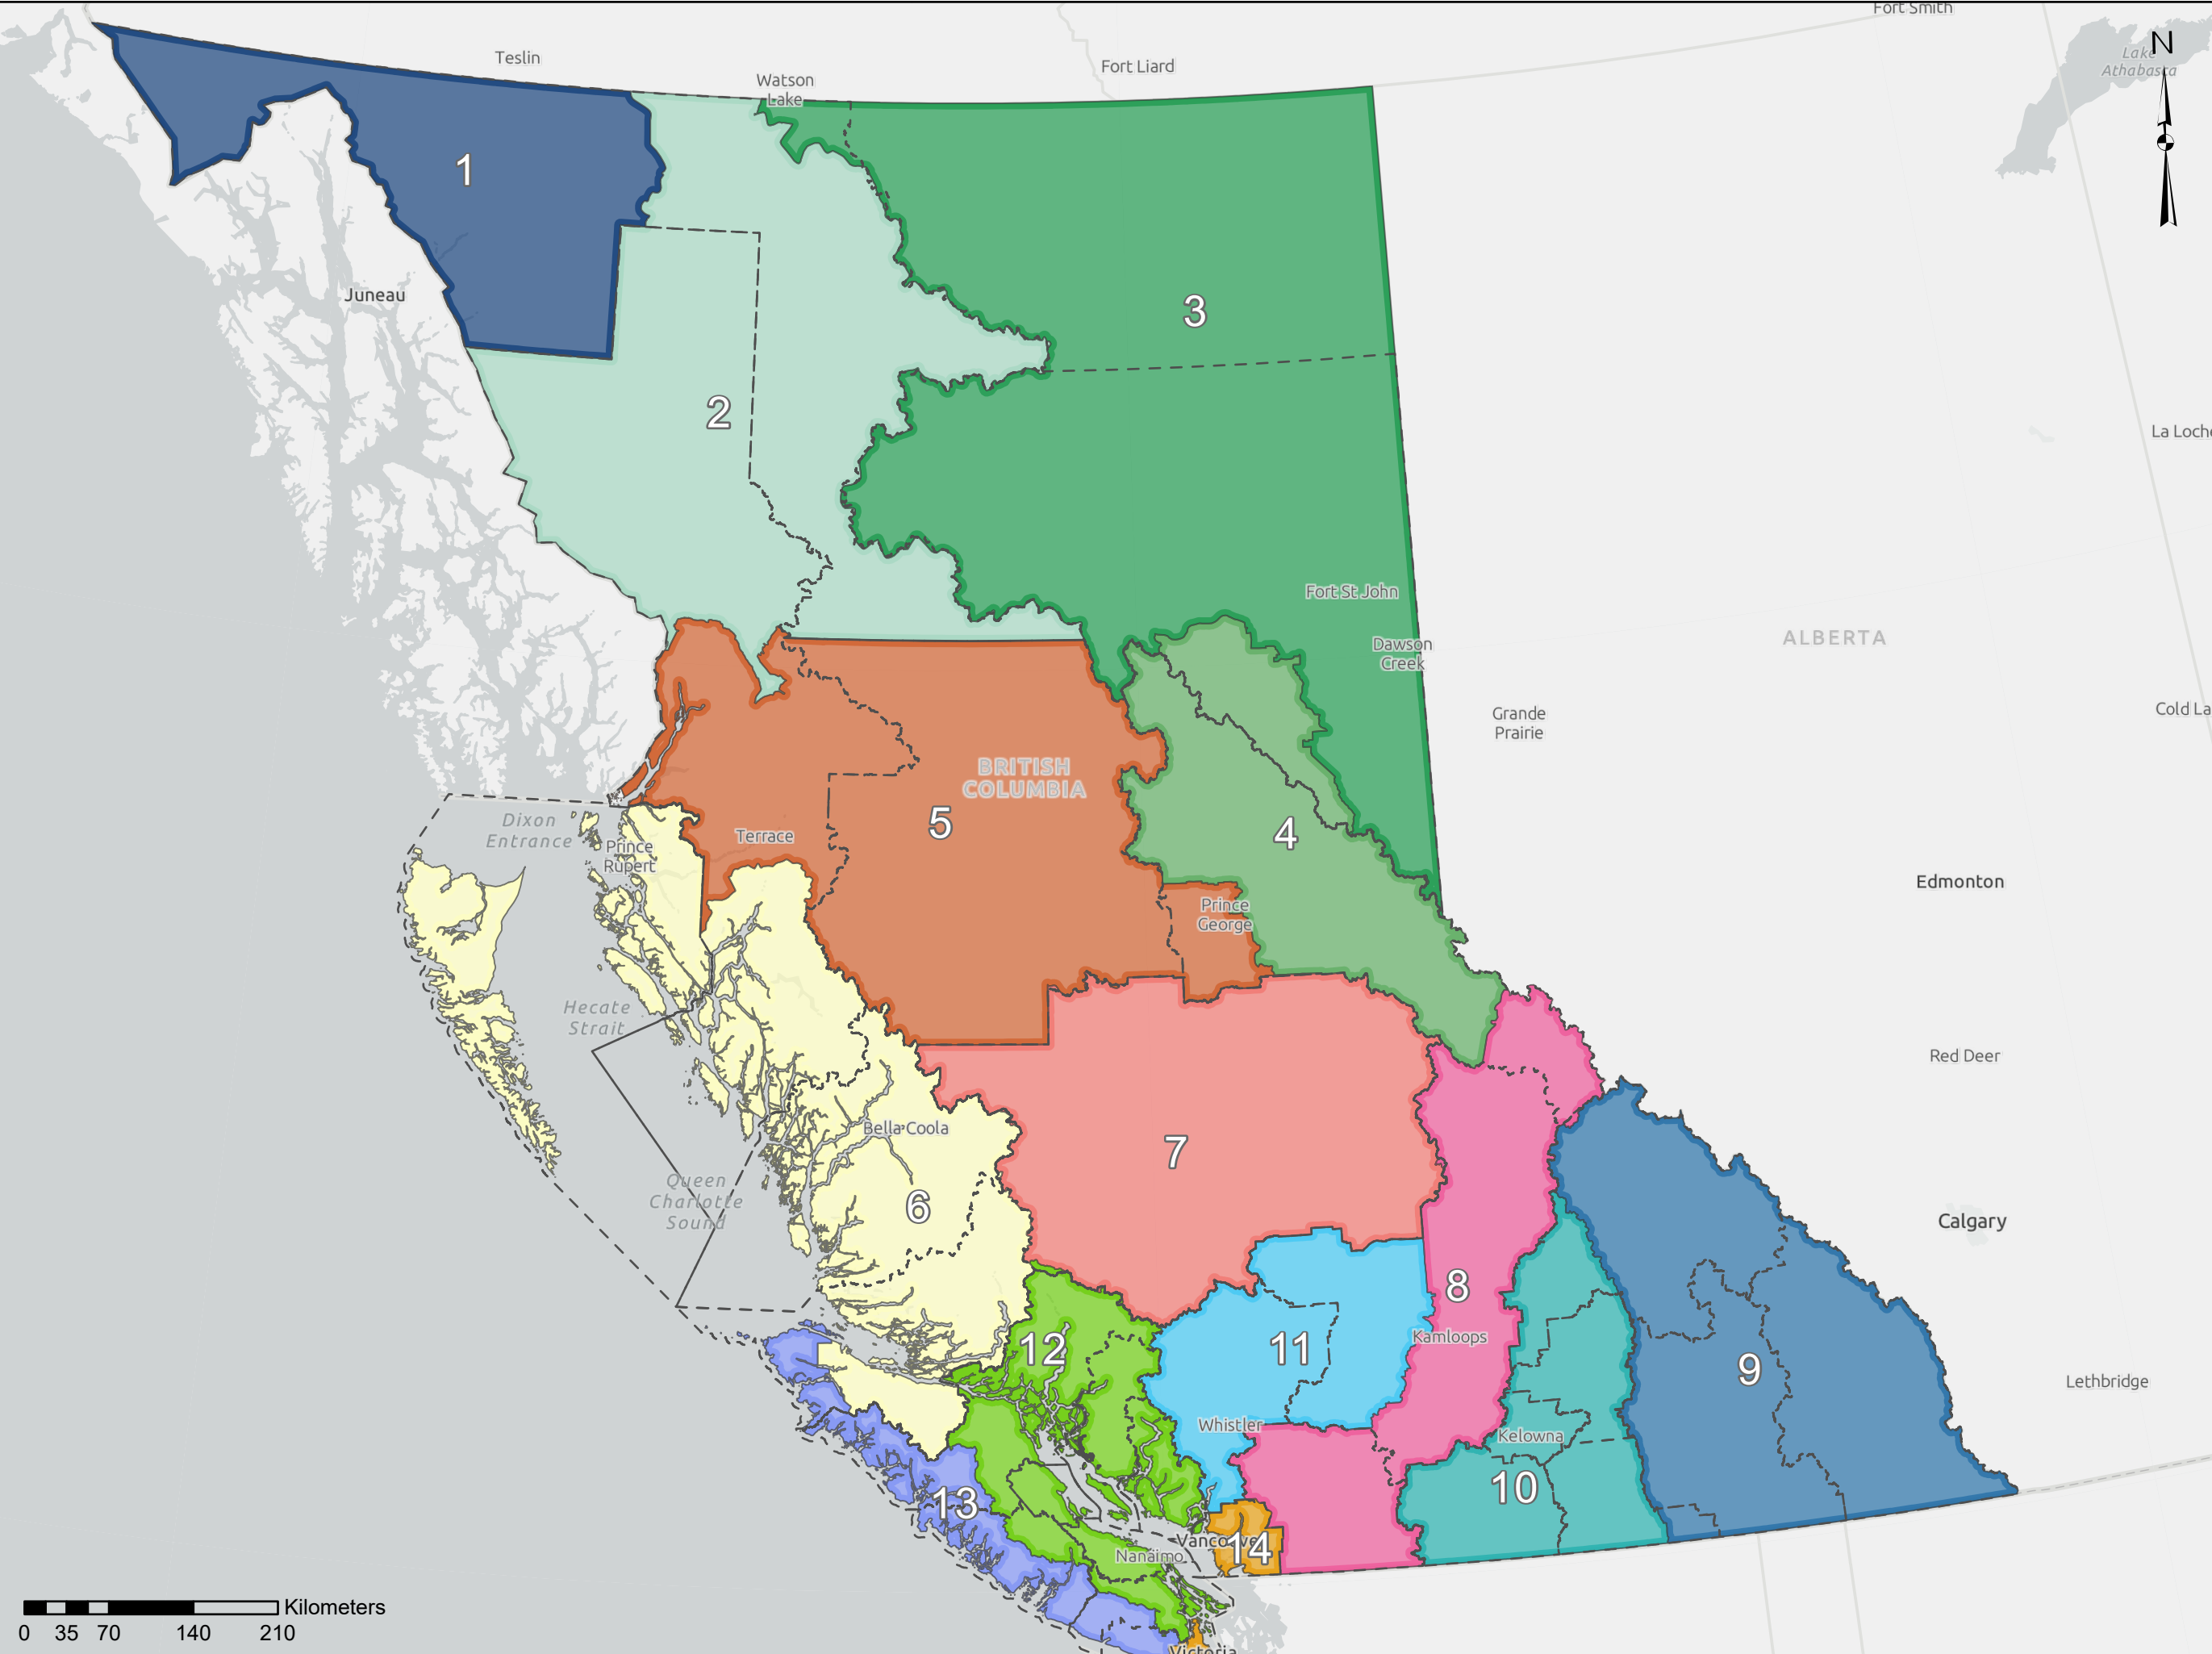 Fort Smith
N
Lake
Athabasca
Teslin
Fort Liard
Watson
Lake
1
Juneau
3
2
La Loche
Fort St John
ALBERTA
Dawson
Creek
Grande
Prairie
Cold La
BRITISH
COLUMBIA
Dixon
Entrance
Prince
Rupert
Terrace
5
4
Edmonton
Prince
George
Hecate
Strait
Red Deer
Bella Coola
7
Queen
Charlotte
Sound
6
Calgary
8
12
11
Kamloops
9
Lethbridge
Whistler
Kelowna
10
13
Vancouver
14
Nanaimo
Kilometers
0 35 70 140 210
Victoria